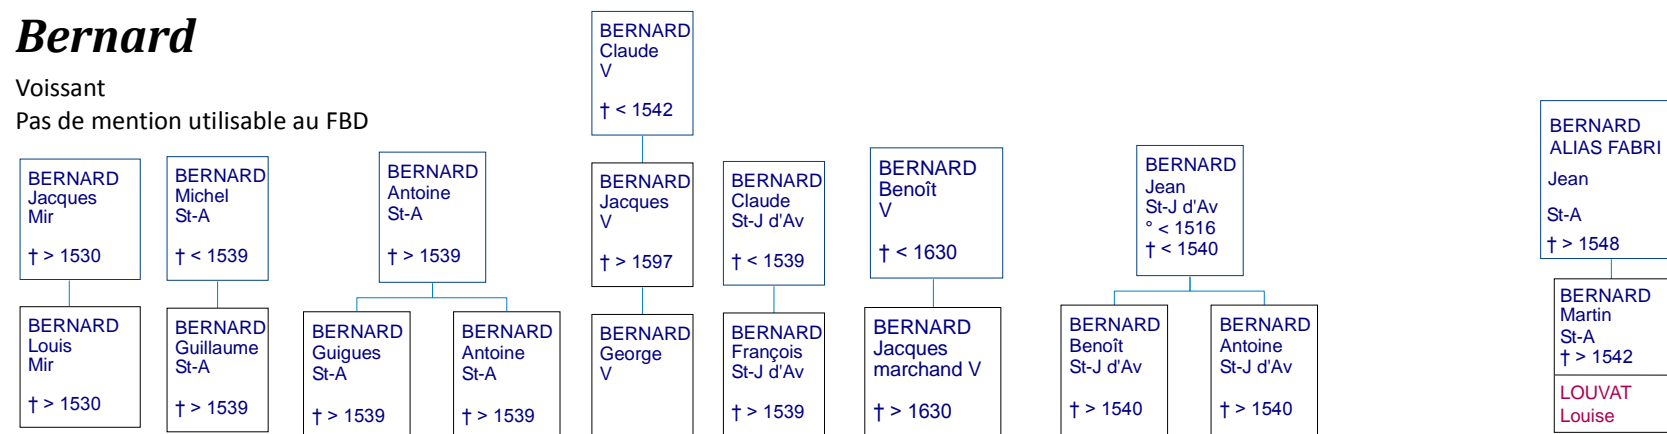 Bernard
Voissant
Pas de mention utilisable au FBD
BERNARD
Claude
V
† < 1542
BERNARD
Jacques
Mir
† > 1530
BERNARD
Michel
St-A
† < 1539
BERNARD
Antoine
St-A
† > 1539
BERNARD
Jacques
V
† > 1597
BERNARD
Claude
St-J d'Av
† < 1539
BERNARD
Benoît
V
† < 1630
BERNARD
Jean
St-J d'Av
° < 1516
† < 1540
BERNARD
ALIAS FABRI
Jean
St-A
† > 1548
BERNARD
Louis
Mir
† > 1530
BERNARD
Guillaume
St-A
† > 1539
BERNARD
Guigues
St-A
† > 1539
BERNARD
Antoine
St-A
† > 1539
BERNARD
George
V
BERNARD
François
St-J d'Av
† > 1539
BERNARD
Jacques
marchand V
† > 1630
BERNARD
Benoît
St-J d'Av
† > 1540
BERNARD
Antoine
St-J d'Av
† > 1540
BERNARD
Martin
St-A
† > 1542
LOUVAT
Louise